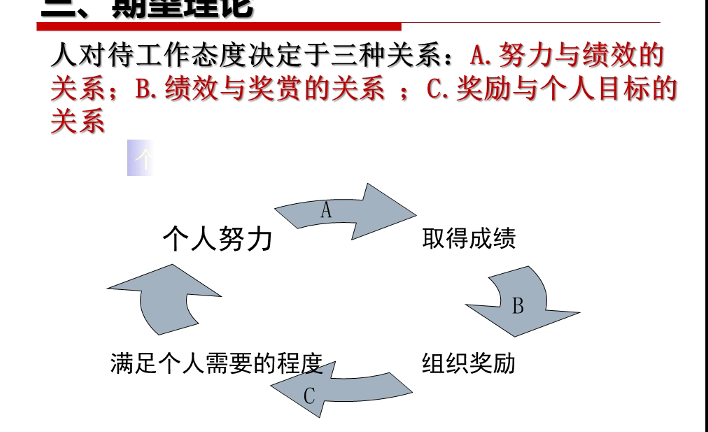 三、期望理论
人对待工作态度决定于三种关系：A.努力与绩效的
关系；B.绩效与奖赏的关系 ；C.奖励与个人目标的
关系
个
A
个人努力
取得成绩
B
满足个人需要的程度
组织奖励
C